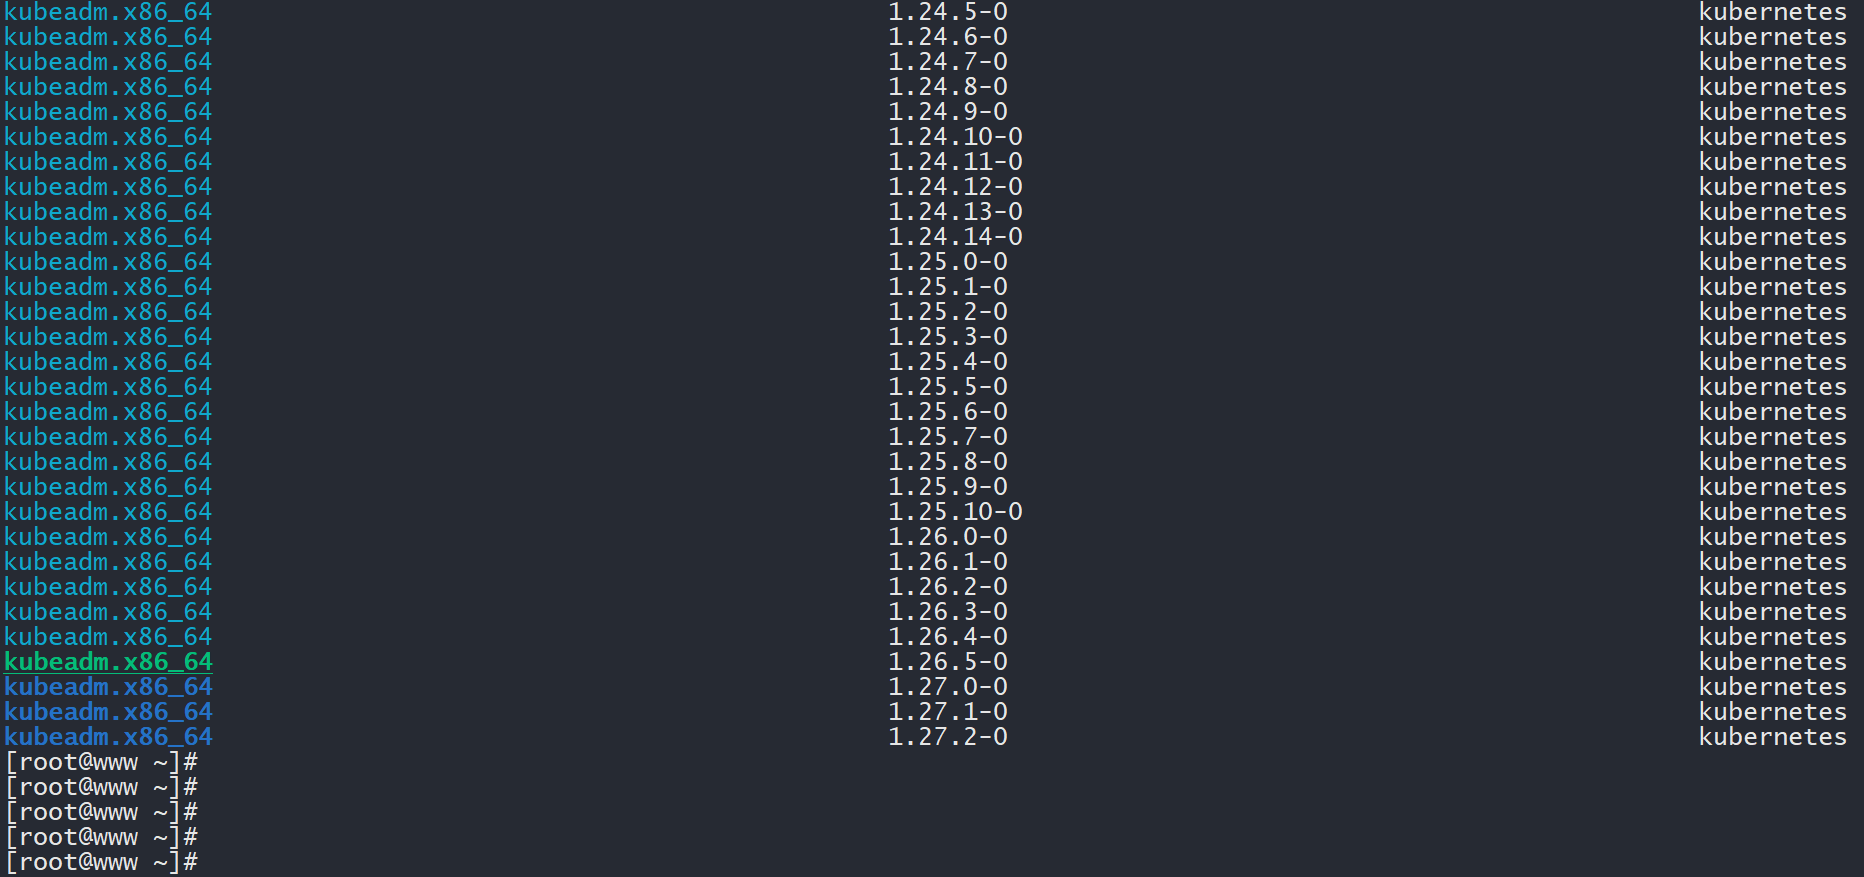 kubeadm.x86_64 1.24.5-0 kubernetes
kubeadm.x86_64 1.24.6-0 kubernetes
kubeadm.x86_64 1.24.7-0 kubernetes
kubeadm.x86_64 1.24.8-0 kubernetes
kubeadm.x86_64 1.24.9-0 kubernetes
kubeadm.x86_64 1.24.10-0 kubernetes
kubeadm.x86_64 1.24.11-0 kubernetes
kubeadm.x86_64 1.24.12-0 kubernetes
kubeadm.x86_64 1.24.13-0 kubernetes
kubeadm.x86_64 1.24.14-0 kubernetes
kubeadm.x86_64 1.25.0-0 kubernetes
kubeadm.x86_64 1.25.1-0 kubernetes
kubeadm.x86_64 1.25.2-0 kubernetes
kubeadm.x86_64 1.25.3-0 kubernetes
kubeadm.x86_64 1.25.4-0 kubernetes
kubeadm.x86_64 1.25.5-0 kubernetes
kubeadm.x86_64 1.25.6-0 kubernetes
kubeadm.x86_64 1.25.7-0 kubernetes
kubeadm.x86_64 1.25.8-0 kubernetes
kubeadm.x86_64 1.25.9-0 kubernetes
kubeadm.x86_64 1.25.10-0 kubernetes
kubeadm.x86_64 1.26.0-0 kubernetes
kubeadm.x86_64 1.26.1-0 kubernetes
kubeadm.x86_64 1.26.2-0 kubernetes
kubeadm.x86_64 1.26.3-0 kubernetes
kubeadm.x86_64 1.26.4-0 kubernetes
kubeadm.x86_64 1.26.5-0 kubernetes
kubeadm.x86_64 1.27.0-0 kubernetes
kubeadm.x86_64 1.27.1-0 kubernetes
kubeadm.x86_64 1.27.2-0 kubernetes
[root@www ~]#
[root@www ~]#
[root@www ~]#
[root@www ~]#
[root@www ~]#